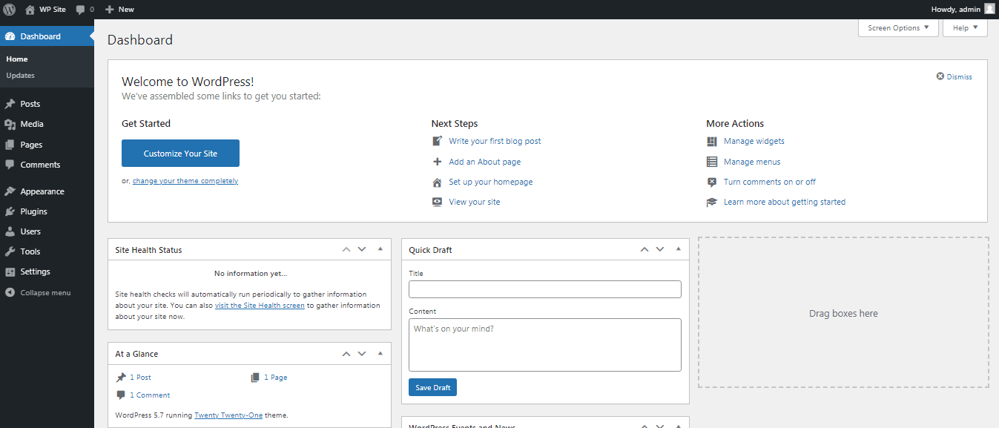 WP Site 0 New Howdy, admin
Dashboard
Home
Updates
Posts
Media
Pages
Comments
Appearance
Plugins
Users
Tools
Settings
Collapse menu
Screen Options Help
Dashboard
Welcome to WordPress!
Dismiss
We've assembled some links to get you started:
Get Started
Customize Your Site
or, change your theme completely
Next Steps
Write your first blog post
Add an About page
Set up your homepage
View your site
More Actions
Manage widgets
Manage menus
Turn comments on or off
Learn more about getting started
Site Health Status
No information yet...
Site health checks will automatically run periodically to gather information
about your site. You can also visit the Site Health screen to gather information
about your site now.
At a Glance
1 Post 1 Page
1 Comment
WordPress 5.7 running Twenty Twenty-One theme.
Quick Draft
Title
Content
What's on your mind?
Save Draft
WordPress Events and News
Drag boxes here